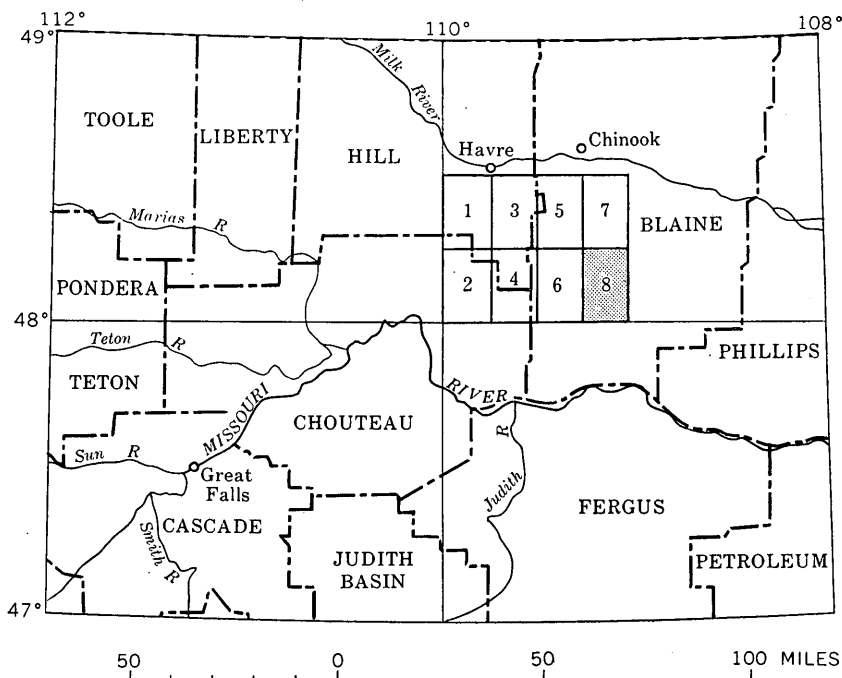 112°
110°
108°
49°
Milk
River
TOOLE
LIBERTY
HILL
Havre
Chinook
1
3
5
7
BLAINE
Marias R
PONDERA
2
4
6
8
48°
Teton R
PHILLIPS
TETON
RIVER
MISSOURI
CHOUTEAU
Sun R
Great
Falls
Judith R
FERGUS
CASCADE
Smith R
JUDITH
BASIN
PETROLEUM
47°
50 0 50 100 MILES